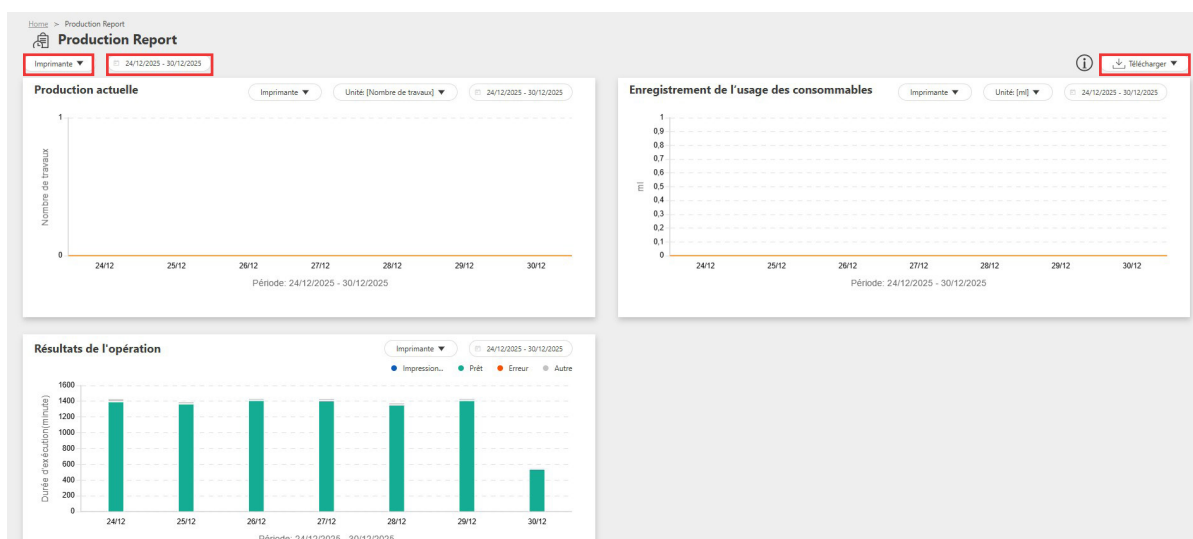 Home > Production Report
Production Report
Imprimante ▼ 24/12/2025 - 30/12/2025 Télécharger ▼
Production actuelle Imprimante ▼ Unité: [Nombre de travaux] ▼ 24/12/2025 - 30/12/2025
1
Nombre de travaux
0
24/12 25/12 26/12 27/12 28/12 29/12 30/12
Période: 24/12/2025 - 30/12/2025
Enregistrement de l'usage des consommables Imprimante ▼ Unité: [ml] ▼ 24/12/2025 - 30/12/2025
1
0,9
0,8
0,7
0,6
ml
0,5
0,4
0,3
0,2
0,1
0
24/12 25/12 26/12 27/12 28/12 29/12 30/12
Période: 24/12/2025 - 30/12/2025
Résultats de l'opération Imprimante ▼ 24/12/2025 - 30/12/2025
Impression... Prêt Erreur Autre
Durée d'exécution(minute)
1600
1400
1200
1000
800
600
400
200
0
24/12 25/12 26/12 27/12 28/12 29/12 30/12
Période: 24/12/2025 - 30/12/2025